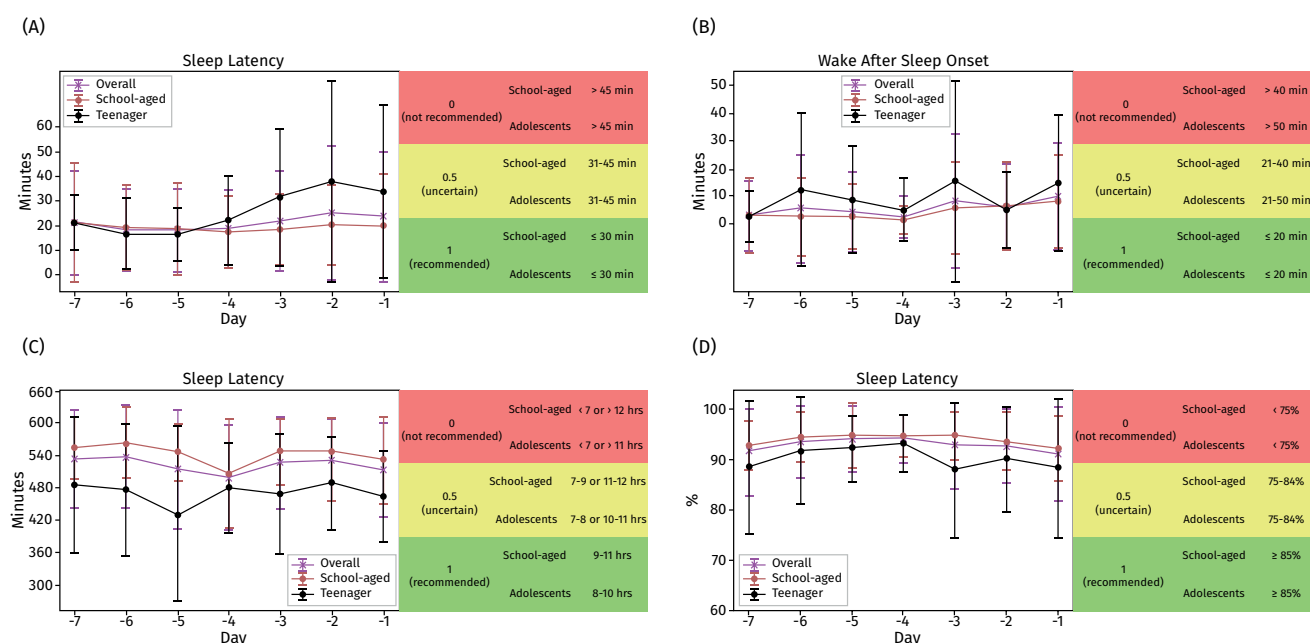 (A)
Sleep Latency
Overall
School-aged
Teenager
Minutes
60
50
40
30
20
10
0
-7 -6 -5 -4 -3 -2 -1
Day
0
(not recommended)
School-aged > 45 min
Adolescents > 45 min
0.5
(uncertain)
School-aged 31-45 min
Adolescents 31-45 min
1
(recommended)
School-aged ≤ 30 min
Adolescents ≤ 30 min
(B)
Wake After Sleep Onset
Overall
School-aged
Teenager
Minutes
50
40
30
20
10
0
-7 -6 -5 -4 -3 -2 -1
Day
0
(not recommended)
School-aged > 40 min
Adolescents > 50 min
0.5
(uncertain)
School-aged 21-40 min
Adolescents 21-50 min
1
(recommended)
School-aged ≤ 20 min
Adolescents ≤ 20 min
(C)
Sleep Latency
Minutes
660
600
540
480
420
360
300
Overall
School-aged
Teenager
-7 -6 -5 -4 -3 -2 -1
Day
0
(not recommended)
School-aged < 7 or > 12 hrs
Adolescents < 7 or > 11 hrs
0.5
(uncertain)
School-aged 7-9 or 11-12 hrs
Adolescents 7-8 or 10-11 hrs
1
(recommended)
School-aged 9-11 hrs
Adolescents 8-10 hrs
(D)
Sleep Latency
%
100
90
80
70
60
Overall
School-aged
Teenager
-7 -6 -5 -4 -3 -2 -1
Day
0
(not recommended)
School-aged < 75%
Adolescents < 75%
0.5
(uncertain)
School-aged 75-84%
Adolescents 75-84%
1
(recommended)
School-aged ≥ 85%
Adolescents ≥ 85%